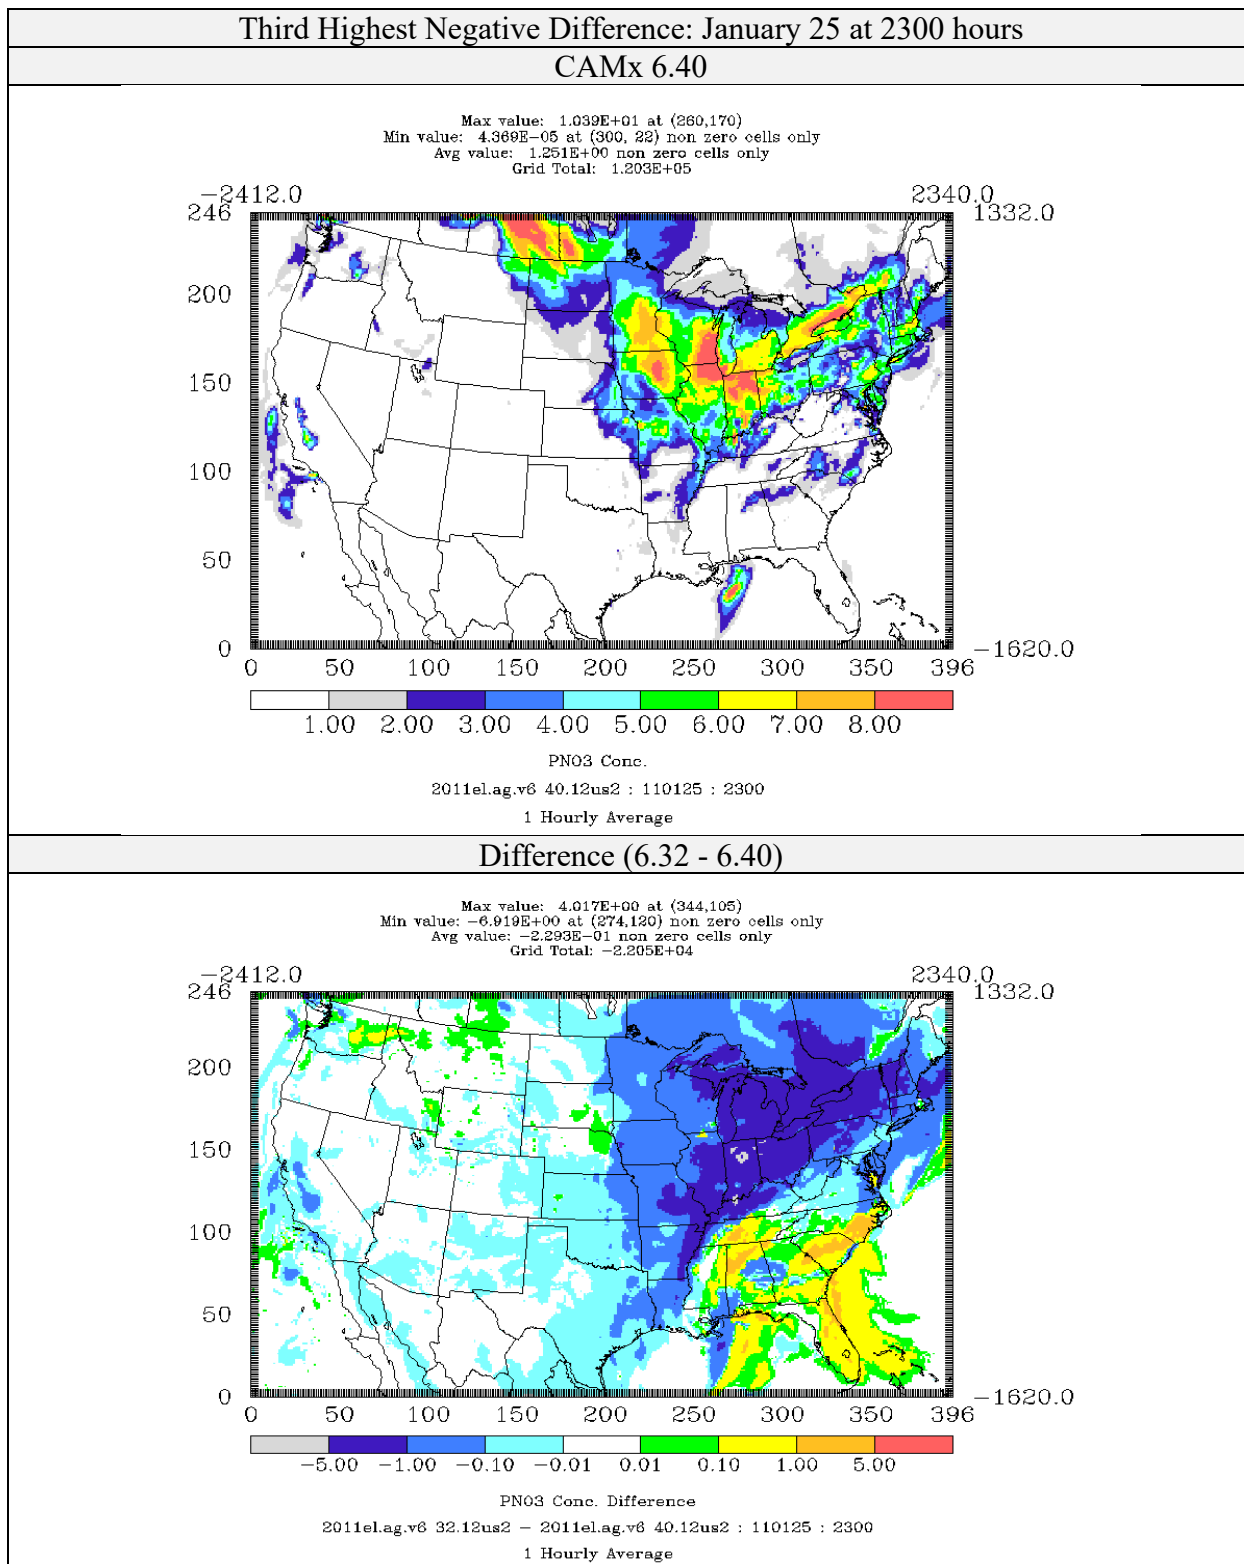 Third Highest Negative Difference: January 25 at 2300 hours
CAMx 6.40
Max value: 1.039E+01 at (260,170)
Min value: 4.369E-05 at (300, 22) non zero cells only
Avg value: 1.251E+00 non zero cells only
Grid Total: 1.203E+05
-2412.0 2340.0
246 1332.0
200
150
100
50
0 -1620.0
0 50 100 150 200 250 300 350 396
1.00 2.00 3.00 4.00 5.00 6.00 7.00 8.00
PNO3 Conc.
2011el.ag.v6 40.12us2 : 110125 : 2300
1 Hourly Average
Difference (6.32 - 6.40)
Max value: 4.017E+00 at (344,105)
Min value: -6.919E+00 at (274,120) non zero cells only
Avg value: -2.293E-01 non zero cells only
Grid Total: -2.205E+04
-2412.0 2340.0
246 1332.0
200
150
100
50
0 -1620.0
0 50 100 150 200 250 300 350 396
-5.00 -1.00 -0.10 -0.01 0.01 0.10 1.00 5.00
PNO3 Conc. Difference
2011el.ag.v6 32.12us2 - 2011el.ag.v6 40.12us2 : 110125 : 2300
1 Hourly Average